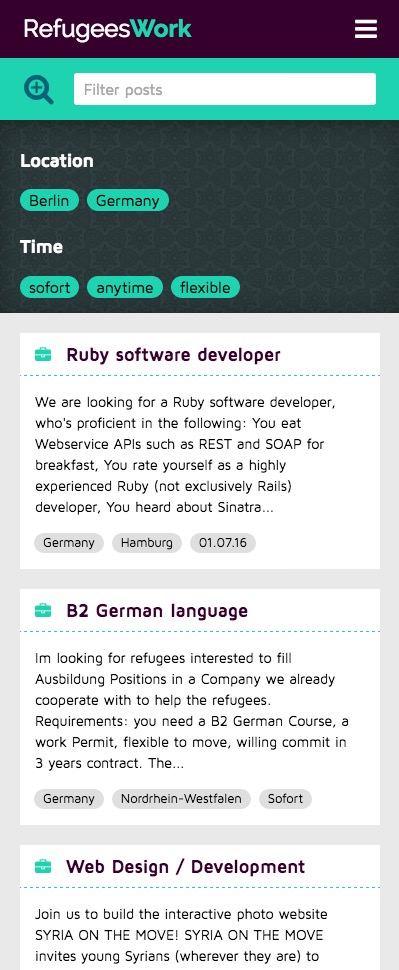 RefugeesWork
Filter posts
Location
Berlin Germany
Time
sofort anytime flexible
Ruby software developer
We are looking for a Ruby software developer,
who's proficient in the following: You eat
Webservice APIs such as REST and SOAP for
breakfast, You rate yourself as a highly
experienced Ruby (not exclusively Rails)
developer, You heard about Sinatra...
Germany Hamburg 01.07.16
B2 German language
Im looking for refugees interested to fill
Ausbildung Positions in a Company we already
cooperate with to help the refugees.
Requirements: you need a B2 German Course, a
work Permit, flexible to move, willing commit in
3 years contract. The...
Germany Nordrhein-Westfalen Sofort
Web Design / Development
Join us to build the interactive photo website
SYRIA ON THE MOVE! SYRIA ON THE MOVE
invites young Syrians (wherever they are) to